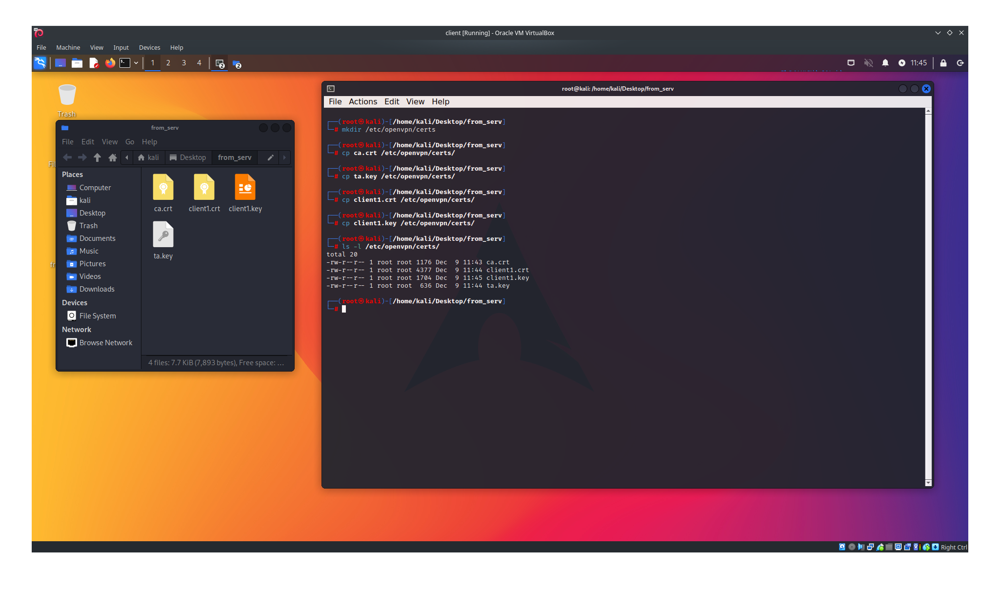 client [Running] - Oracle VM VirtualBox
File Machine View Input Devices Help
1 2 3 4 2 2 11:45
Trash
from_serv
File Edit View Go Help
kali Desktop from_serv
Places
Computer
kali
Desktop
Trash
Documents
Music
Pictures
Videos
Downloads
Devices
File System
Network
Browse Network
ca.crt client1.crt client1.key
ta.key
4 files: 7.7 KiB (7,893 bytes), Free space: …
root@kali: /home/kali/Desktop/from_serv
File Actions Edit View Help
┌──(root㉿kali)-[/home/kali/Desktop/from_serv]
└─# mkdir /etc/openvpn/certs
┌──(root㉿kali)-[/home/kali/Desktop/from_serv]
└─# cp ca.crt /etc/openvpn/certs/
┌──(root㉿kali)-[/home/kali/Desktop/from_serv]
└─# cp ta.key /etc/openvpn/certs/
┌──(root㉿kali)-[/home/kali/Desktop/from_serv]
└─# cp client1.crt /etc/openvpn/certs/
┌──(root㉿kali)-[/home/kali/Desktop/from_serv]
└─# cp client1.key /etc/openvpn/certs/
┌──(root㉿kali)-[/home/kali/Desktop/from_serv]
└─# ls -l /etc/openvpn/certs/
total 20
-rw-r--r-- 1 root root 1176 Dec  9 11:43 ca.crt
-rw-r--r-- 1 root root 4377 Dec  9 11:44 client1.crt
-rw-r--r-- 1 root root 1704 Dec  9 11:45 client1.key
-rw-r--r-- 1 root root  636 Dec  9 11:44 ta.key
┌──(root㉿kali)-[/home/kali/Desktop/from_serv]
└─#
Right Ctrl